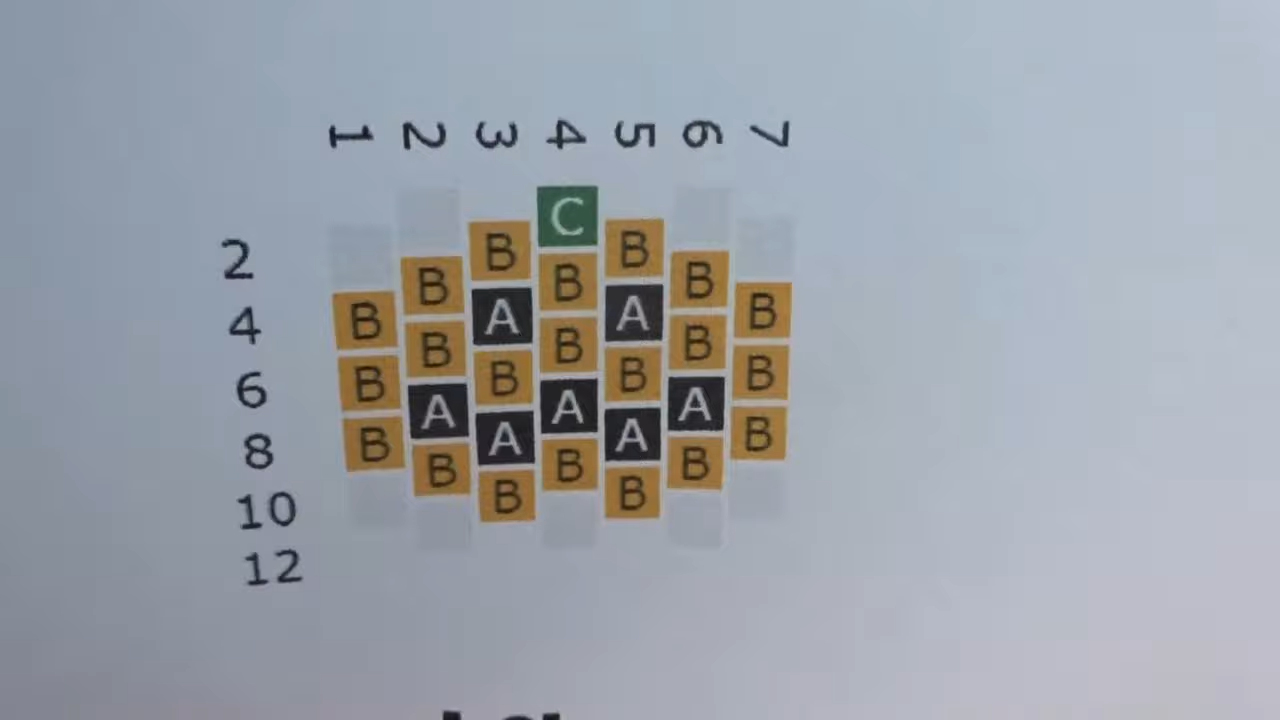 1 2 3 4 5 6 7
C
2 B B
B B B
4 B A A B
B B B
6 B B B B
A A A
8 B A A B
B B B
10 B B
12